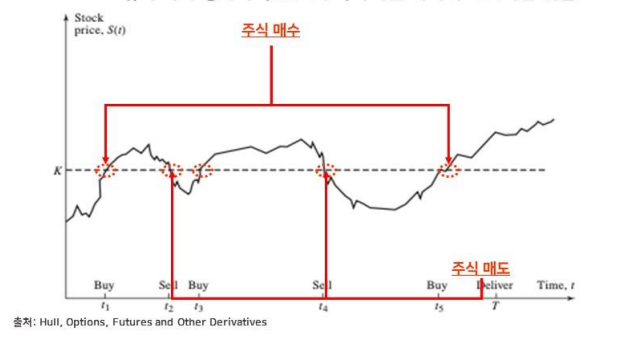 Stock
price, S(t)
주식 매수
K
주식 매도
Buy Sell Buy Sell Buy Deliver Time, t
t1 t2 t3 t4 t5 T
출처: Hull, Options, Futures and Other Derivatives